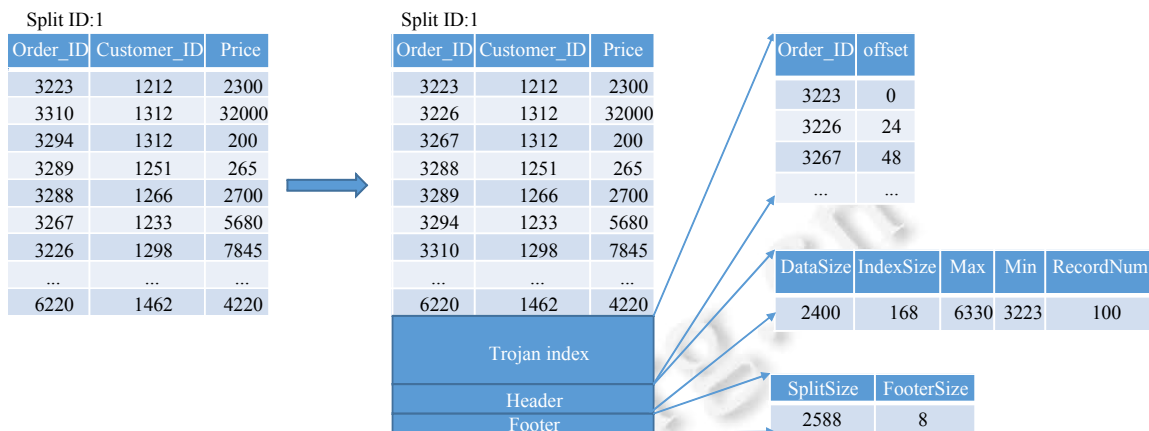 Split ID:1
Order_ID Customer_ID Price
3223 1212 2300
3310 1312 32000
3294 1312 200
3289 1251 265
3288 1266 2700
3267 1233 5680
3226 1298 7845
... ... ...
6220 1462 4220
Split ID:1
Order_ID Customer_ID Price
3223 1212 2300
3226 1312 32000
3267 1312 200
3288 1251 265
3289 1266 2700
3294 1233 5680
3310 1298 7845
... ... ...
6220 1462 4220
Trojan index
Header
Footer
Order_ID offset
3223 0
3226 24
3267 48
... ...
DataSize IndexSize Max Min RecordNum
2400 168 6330 3223 100
SplitSize FooterSize
2588 8